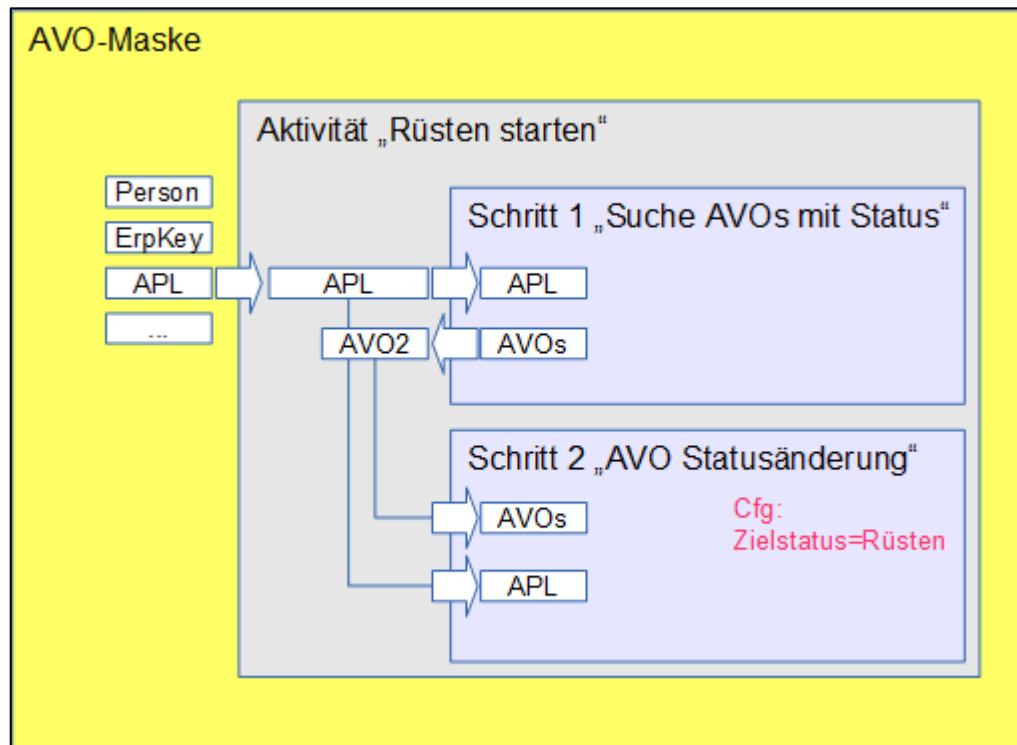 AVO-Maske
Aktivität „Rüsten starten“
Person
ErpKey
APL
...
APL
AVO2
Schritt 1 „Suche AVOs mit Status“
APL
AVOs
Schritt 2 „AVO Statusänderung“
AVOs
APL
Cfg:
Zielstatus=Rüsten